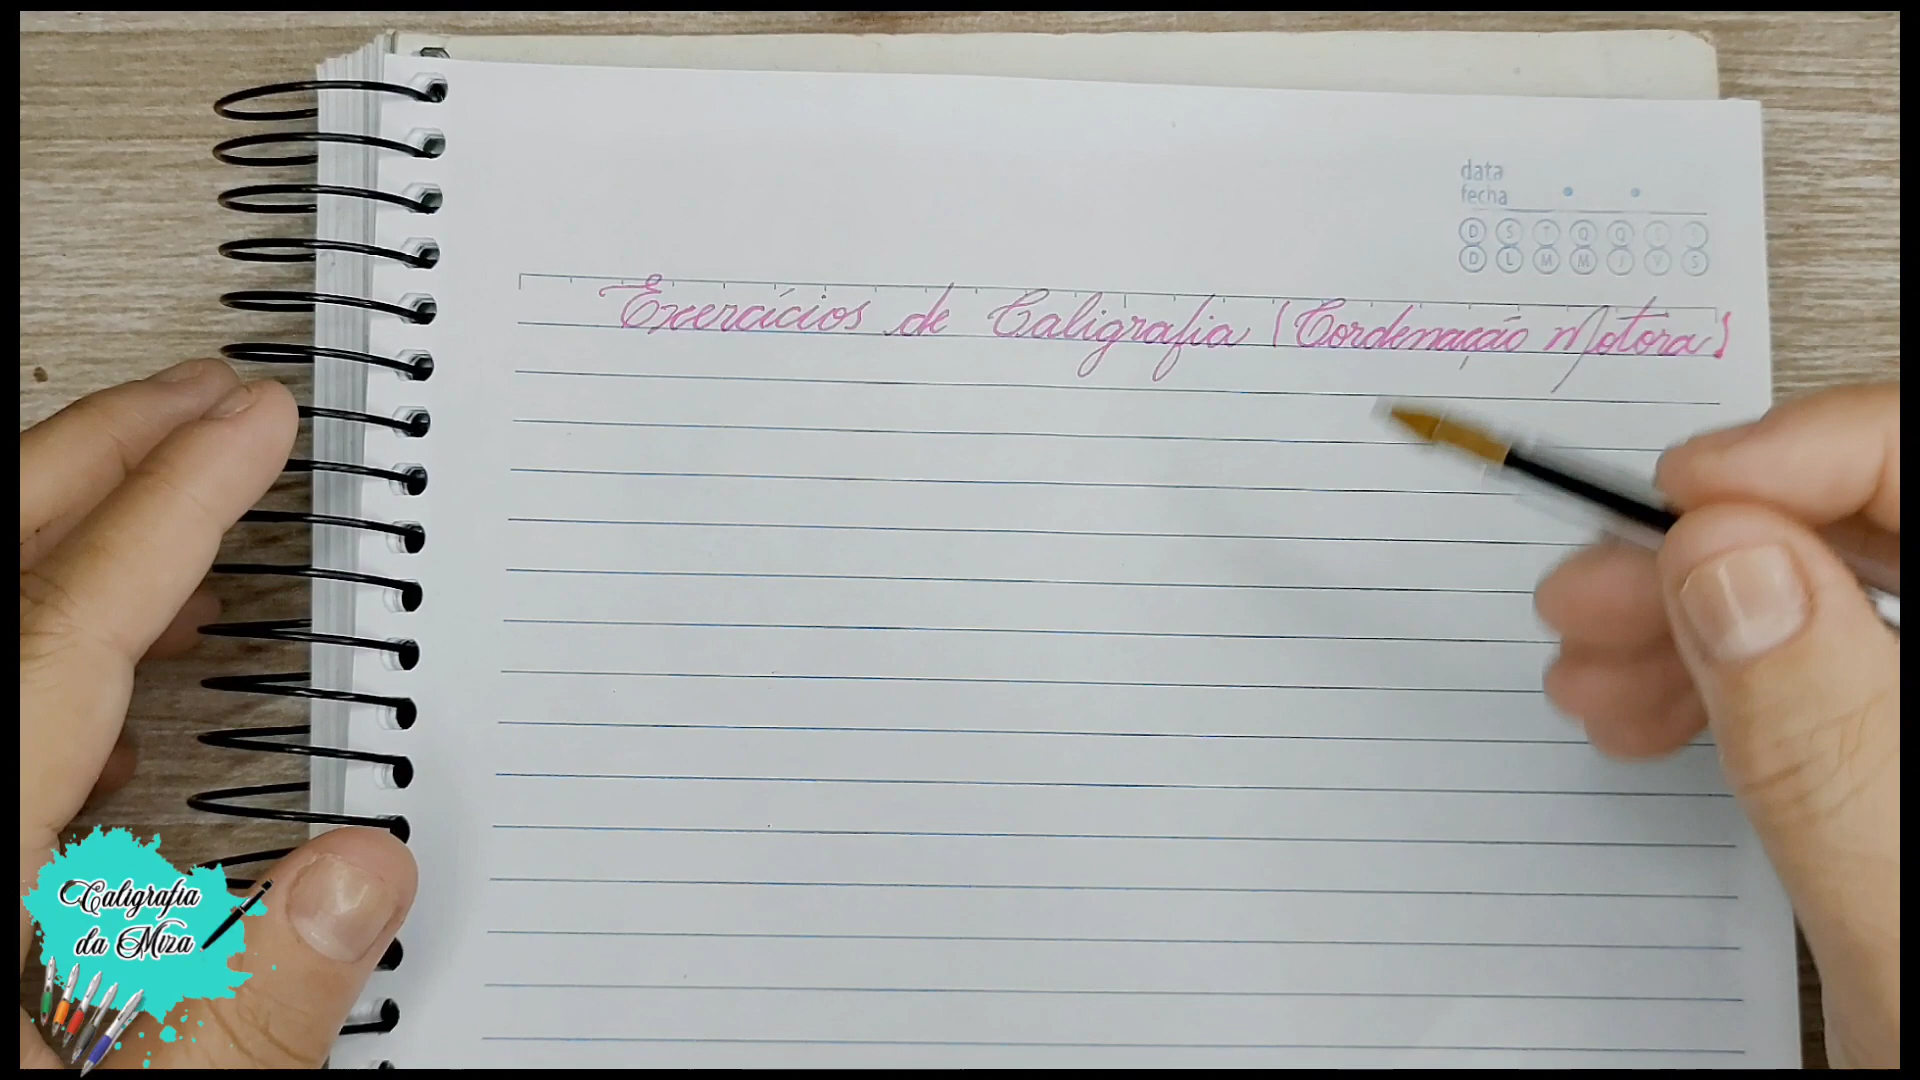 data
fecha
D S T Q Q S S
D L M M J V S
Exercícios de Caligrafia (Cordenação Motora)
Caligrafia
da Miza